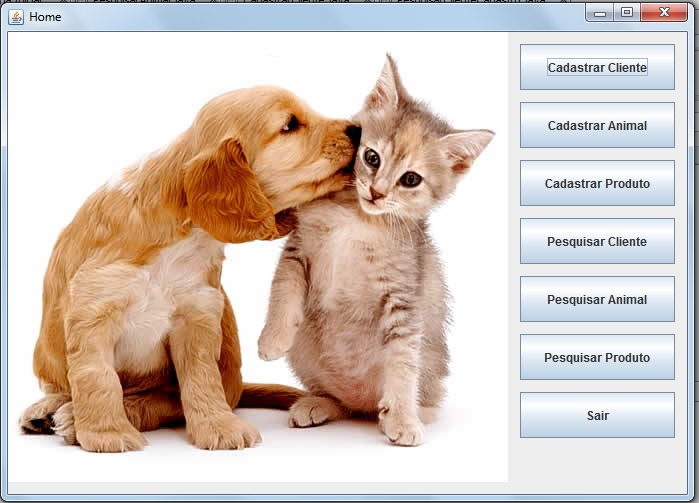 Home
Cadastrar Cliente
Cadastrar Animal
Cadastrar Produto
Pesquisar Cliente
Pesquisar Animal
Pesquisar Produto
Sair